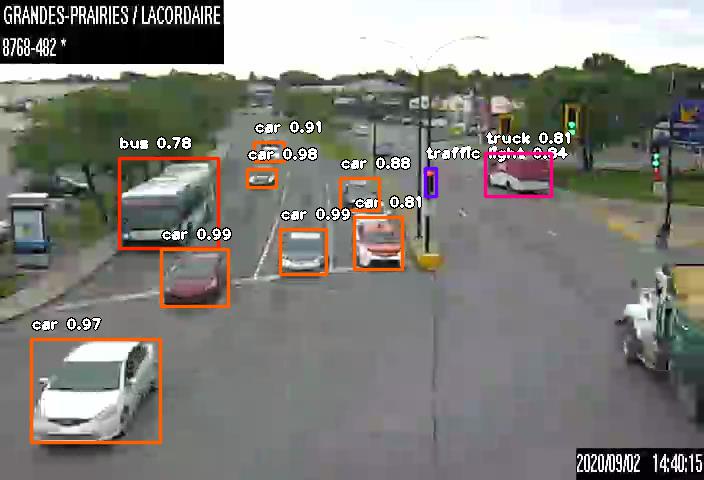 GRANDES-PRAIRIES / LACORDAIRE
8768-482 *
car 0.91
bus 0.78
truck 0.81
car 0.98
traffic light 0.84
car 0.88
car 0.81
car 0.99
car 0.99
car 0.97
2020/09/02 14:40:15